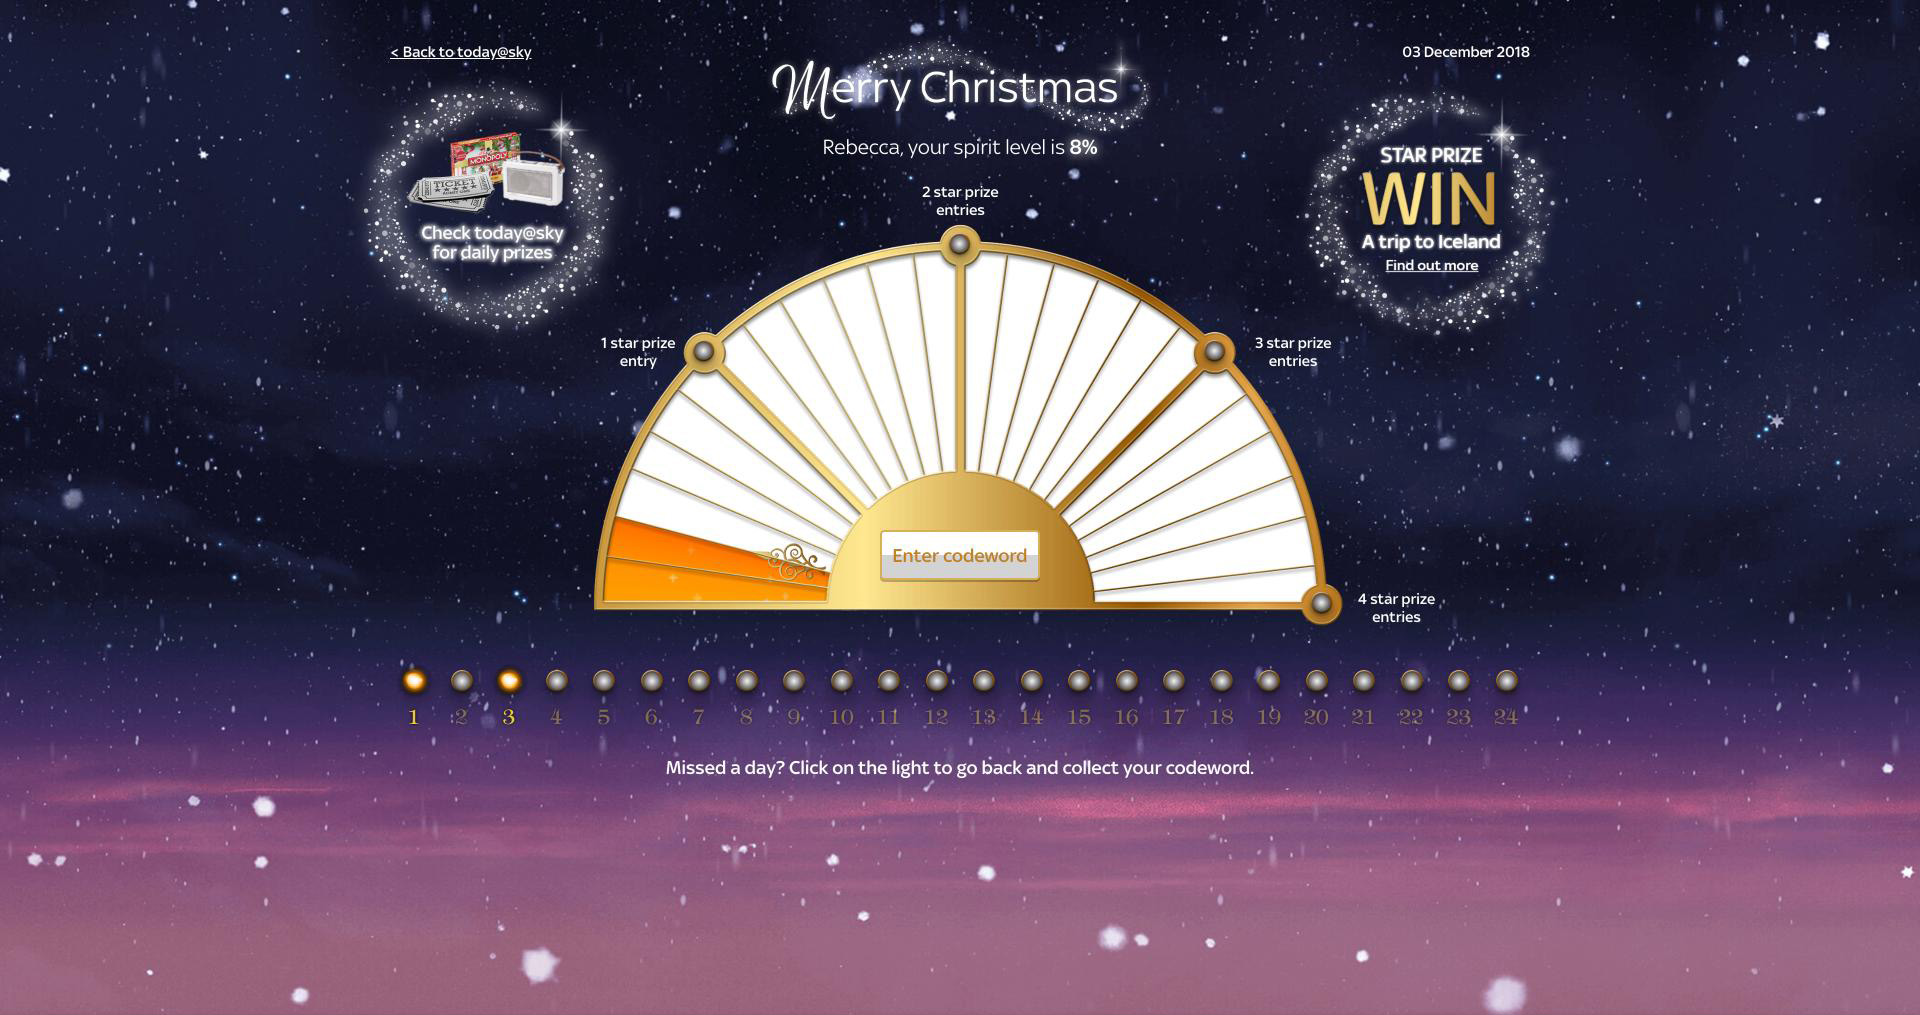 < Back to today@sky
Merry Christmas
03 December 2018
Rebecca, your spirit level is 8%
MONOPOLY
TICKET
Check today@sky
for daily prizes
STAR PRIZE
WIN
A trip to Iceland
Find out more
2 star prize
entries
1 star prize
entry
3 star prize
entries
Enter codeword
4 star prize
entries
1 2 3 4 5 6 7 8 9 10 11 12 13 14 15 16 17 18 19 20 21 22 23 24
Missed a day? Click on the light to go back and collect your codeword.